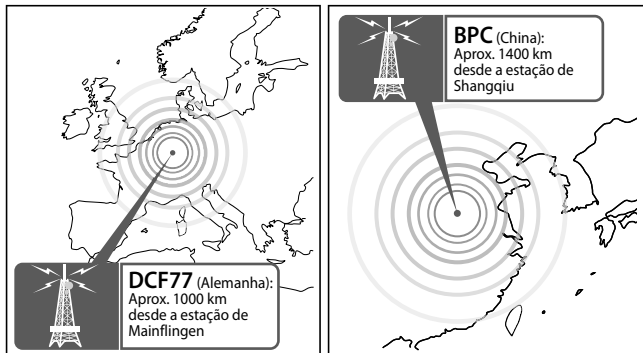 DCF77 (Alemanha):
Aprox. 1000 km
desde a estação de
Mainflingen
BPC (China):
Aprox. 1400 km
desde a estação de
Shangqiu